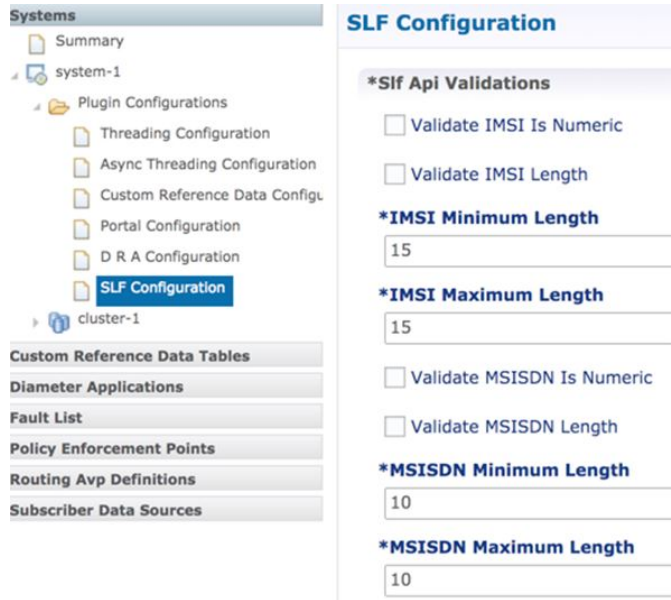 Systems
Summary
system-1
Plugin Configurations
Threading Configuration
Async Threading Configuration
Custom Reference Data Configu
Portal Configuration
D R A Configuration
SLF Configuration
cluster-1
Custom Reference Data Tables
Diameter Applications
Fault List
Policy Enforcement Points
Routing Avp Definitions
Subscriber Data Sources
SLF Configuration
*Slf Api Validations
Validate IMSI Is Numeric
Validate IMSI Length
*IMSI Minimum Length
15
*IMSI Maximum Length
15
Validate MSISDN Is Numeric
Validate MSISDN Length
*MSISDN Minimum Length
10
*MSISDN Maximum Length
10